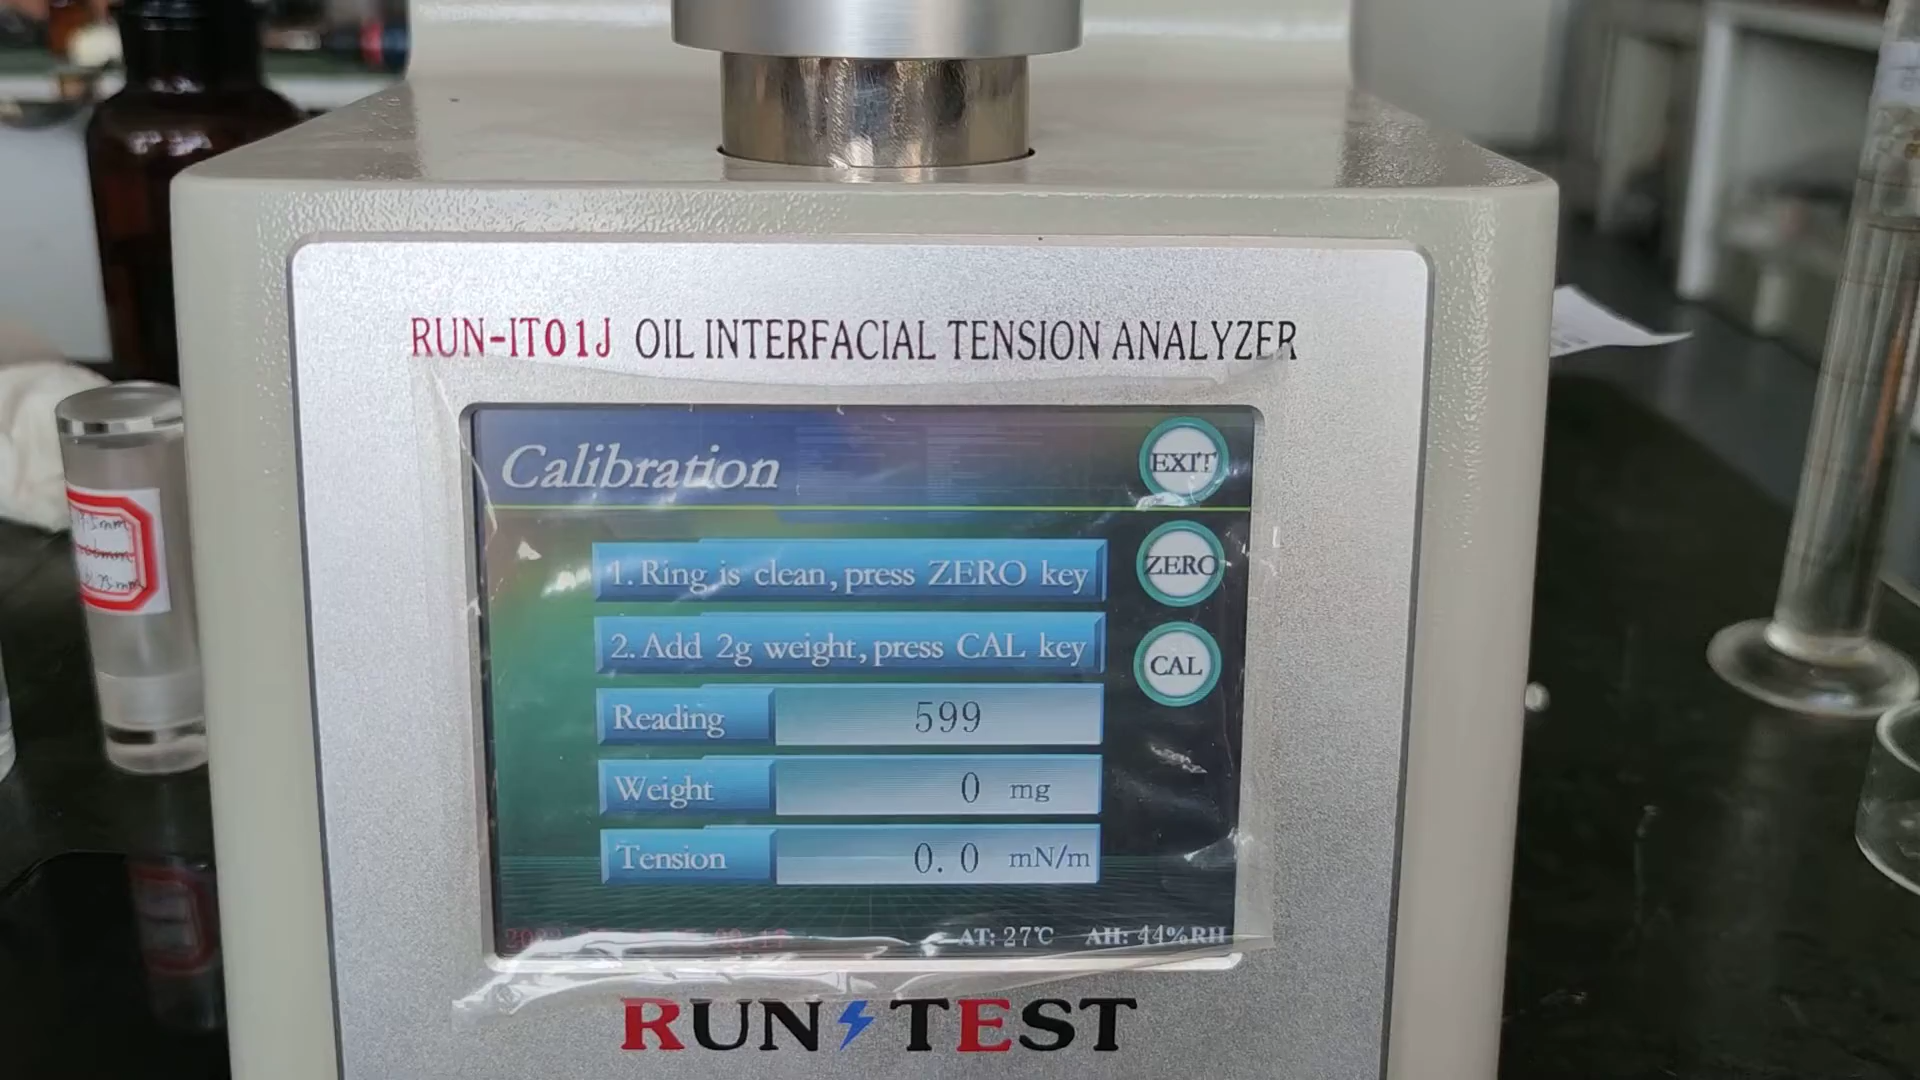 RUN-IT01J OIL INTERFACIAL TENSION ANALYZER
Calibration
EXIT
1. Ring is clean, press ZERO key
ZERO
2. Add 2g weight, press CAL key
CAL
Reading 599
Weight 0 mg
Tension 0.0 mN/m
AT: 27℃ AH: 44%RH
RUN TEST